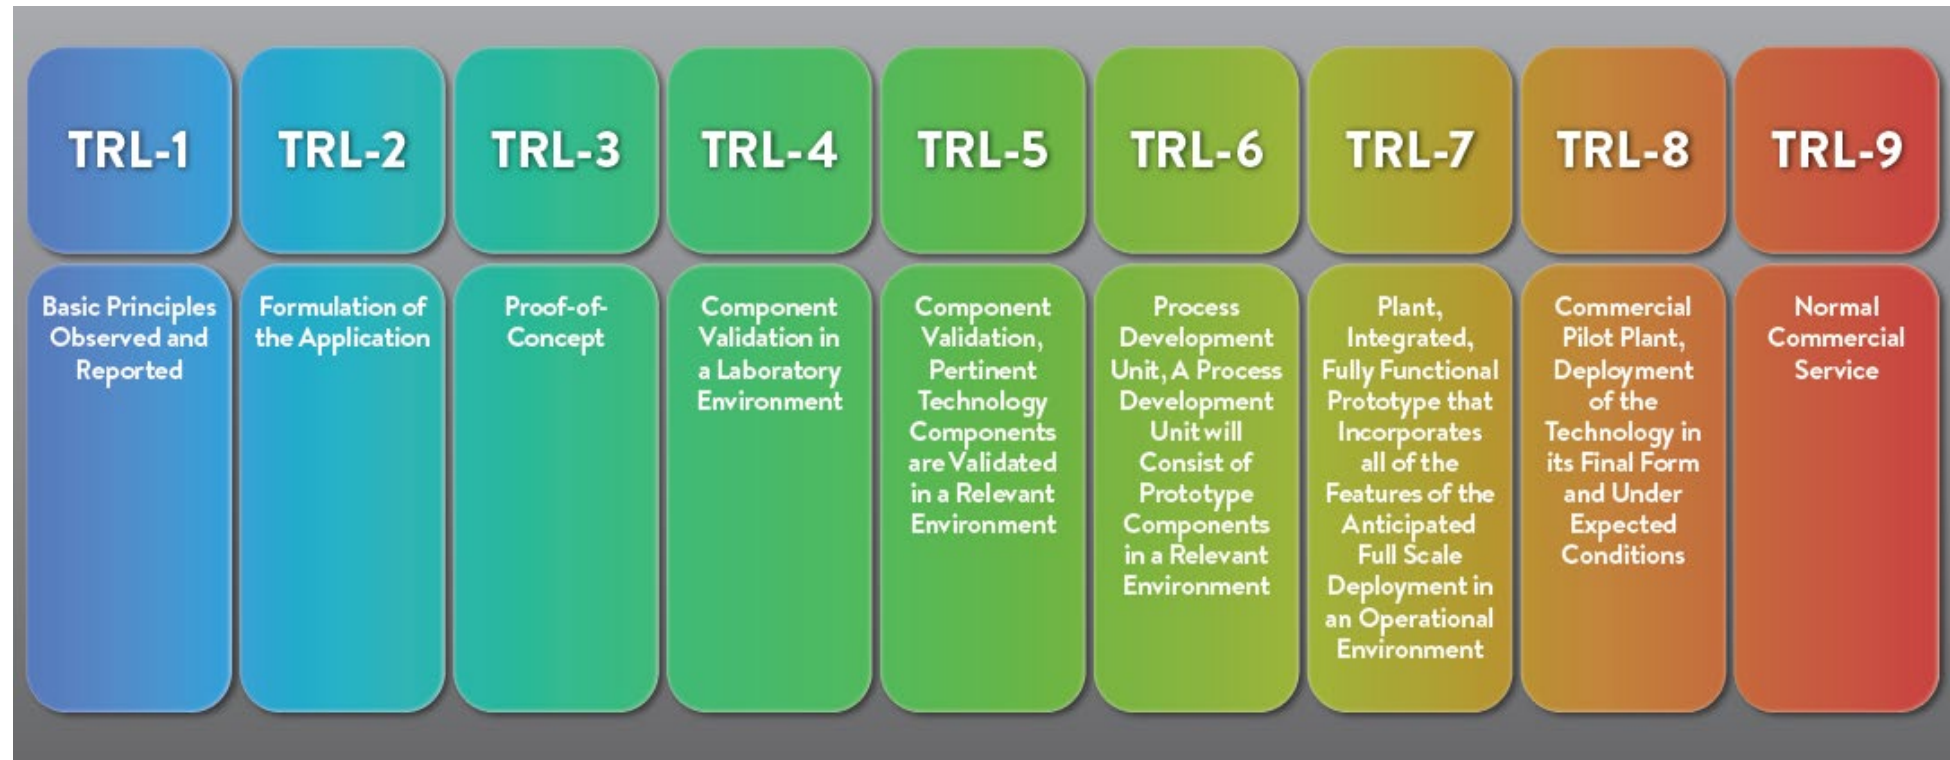 TRL-1
TRL-2
TRL-3
TRL-4
TRL-5
TRL-6
TRL-7
TRL-8
TRL-9
Basic Principles
Observed and
Reported
Formulation of
the Application
Proof-of-
Concept
Component
Validation in
a Laboratory
Environment
Component
Validation,
Pertinent
Technology
Components
are Validated
in a Relevant
Environment
Process
Development
Unit, A Process
Development
Unit will
Consist of
Prototype
Components
in a Relevant
Environment
Plant,
Integrated,
Fully Functional
Prototype that
Incorporates
all of the
Features of the
Anticipated
Full Scale
Deployment in
an Operational
Environment
Commercial
Pilot Plant,
Deployment
of the
Technology in
its Final Form
and Under
Expected
Conditions
Normal
Commercial
Service